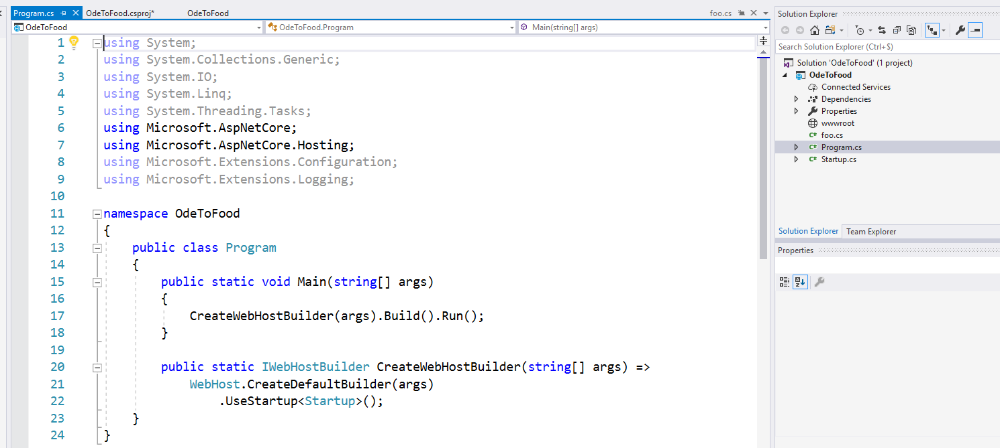 Program.cs OdeToFood.csproj* OdeToFood foo.cs
OdeToFood OdeToFood.Program Main(string[] args)
1 using System;
2 using System.Collections.Generic;
3 using System.IO;
4 using System.Linq;
5 using System.Threading.Tasks;
6 using Microsoft.AspNetCore;
7 using Microsoft.AspNetCore.Hosting;
8 using Microsoft.Extensions.Configuration;
9 using Microsoft.Extensions.Logging;
10
11 namespace OdeToFood
12 {
13 public class Program
14 {
15 public static void Main(string[] args)
16 {
17 CreateWebHostBuilder(args).Build().Run();
18 }
19
20 public static IWebHostBuilder CreateWebHostBuilder(string[] args) =>
21 WebHost.CreateDefaultBuilder(args)
22 .UseStartup<Startup>();
23 }
24 }
Solution Explorer
Search Solution Explorer (Ctrl+$)
Solution 'OdeToFood' (1 project)
OdeToFood
Connected Services
Dependencies
Properties
wwwroot
C# foo.cs
C# Program.cs
C# Startup.cs
Solution Explorer Team Explorer
Properties